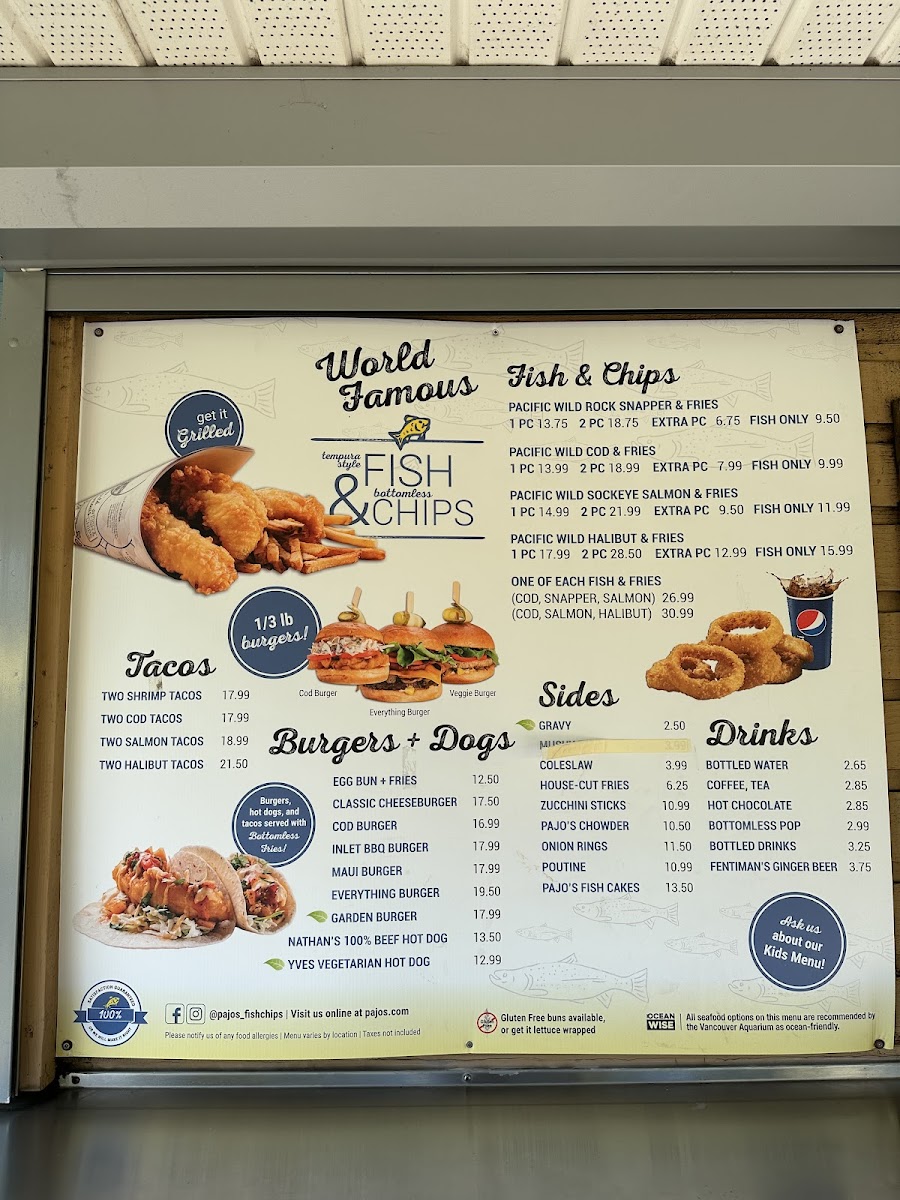 World
Famous
tempura
style
FISH
&
bottomless
CHIPS
get it
Grilled
Fish & Chips
PACIFIC WILD ROCK SNAPPER & FRIES
1 PC 13.75 2 PC 18.75 EXTRA PC 6.75 FISH ONLY 9.50
PACIFIC WILD COD & FRIES
1 PC 13.99 2 PC 18.99 EXTRA PC 7.99 FISH ONLY 9.99
PACIFIC WILD SOCKEYE SALMON & FRIES
1 PC 14.99 2 PC 21.99 EXTRA PC 9.50 FISH ONLY 11.99
PACIFIC WILD HALIBUT & FRIES
1 PC 17.99 2 PC 28.50 EXTRA PC 12.99 FISH ONLY 15.99
ONE OF EACH FISH & FRIES
(COD, SNAPPER, SALMON) 26.99
(COD, SALMON, HALIBUT) 30.99
1/3 lb
burgers!
Cod Burger
Everything Burger
Veggie Burger
Tacos
TWO SHRIMP TACOS 17.99
TWO COD TACOS 17.99
TWO SALMON TACOS 18.99
TWO HALIBUT TACOS 21.50
Burgers,
hot dogs, and
tacos served with
Bottomless
Fries!
Burgers + Dogs
EGG BUN + FRIES 12.50
CLASSIC CHEESEBURGER 17.50
COD BURGER 16.99
INLET BBQ BURGER 17.99
MAUI BURGER 17.99
EVERYTHING BURGER 19.50
GARDEN BURGER 17.99
NATHAN'S 100% BEEF HOT DOG 13.50
YVES VEGETARIAN HOT DOG 12.99
Sides
GRAVY 2.50
3.99
COLESLAW 3.99
HOUSE-CUT FRIES 6.25
ZUCCHINI STICKS 10.99
PAJO'S CHOWDER 10.50
ONION RINGS 11.50
POUTINE 10.99
PAJO'S FISH CAKES 13.50
Drinks
BOTTLED WATER 2.65
COFFEE, TEA 2.85
HOT CHOCOLATE 2.85
BOTTOMLESS POP 2.99
BOTTLED DRINKS 3.25
FENTIMAN'S GINGER BEER 3.75
Ask us
about our
Kids Menu!
SATISFACTION GUARANTEED
100%
OR WE WILL MAKE IT RIGHT
@pajos_fishchips | Visit us online at pajos.com
Please notify us of any food allergies | Menu varies by location | Taxes not included
Gluten Free buns available,
or get it lettuce wrapped
OCEAN
WISE
All seafood options on this menu are recommended by
the Vancouver Aquarium as ocean-friendly.